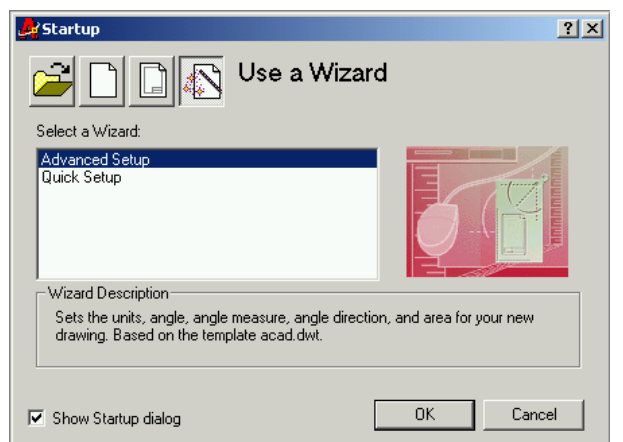 Startup
Use a Wizard
Select a Wizard:
Advanced Setup
Quick Setup
Wizard Description
Sets the units, angle, angle measure, angle direction, and area for your new
drawing. Based on the template acad.dwt.
Show Startup dialog
OK
Cancel